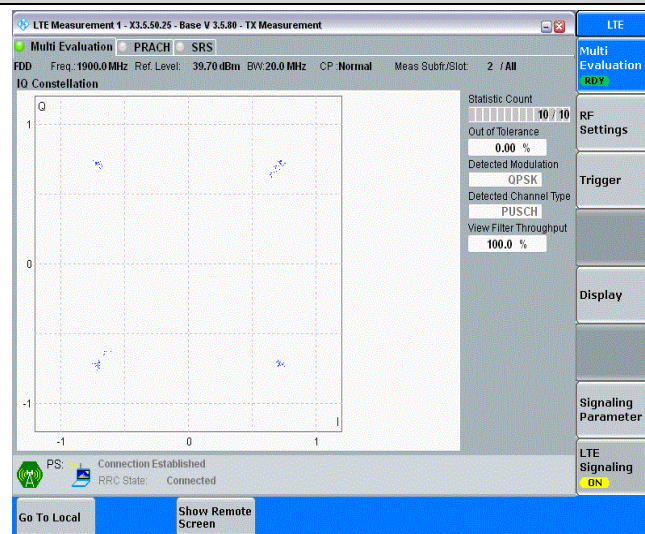 LTE Measurement 1 - X3.5.50.25 - Base V 3.5.80 - TX Measurement
LTE
Multi Evaluation PRACH SRS
Multi
Evaluation
RDY
FDD Freq.: 1900.0 MHz Ref. Level: 39.70 dBm BW: 20.0 MHz CP: Normal Meas Subfr./Slot: 2 / All
IQ Constellation
Q
1
0
-1
I
-1 0 1
Statistic Count
10 / 10
Out of Tolerance
0.00 %
Detected Modulation
QPSK
Detected Channel Type
PUSCH
View Filter Throughput
100.0 %
RF
Settings
Trigger
Display
Signaling
Parameter
LTE
Signaling
ON
PS: Connection Established
RRC State: Connected
Go To Local
Show Remote
Screen